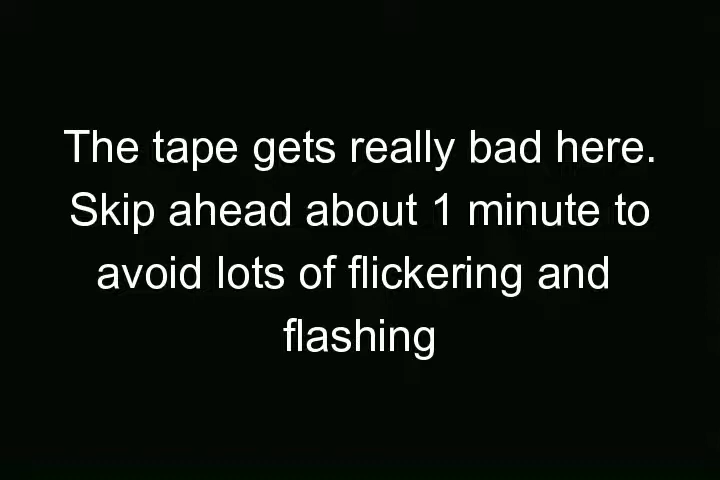 The tape gets really bad here.
Skip ahead about 1 minute to
avoid lots of flickering and
flashing